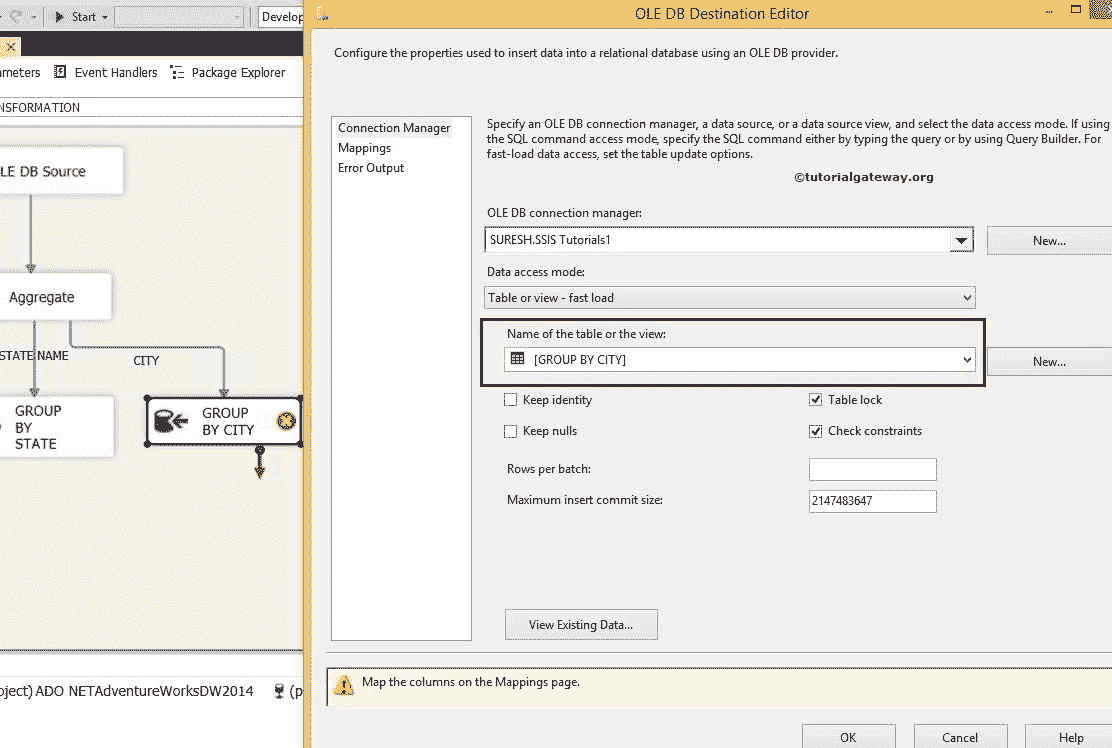 Start
Develop
OLE DB Destination Editor
Configure the properties used to insert data into a relational database using an OLE DB provider.
Event Handlers
Package Explorer
Connection Manager
Mappings
Error Output
Specify an OLE DB connection manager, a data source, or a data source view, and select the data access mode. If using
the SQL command access mode, specify the SQL command either by typing the query or by using Query Builder. For
fast-load data access, set the table update options.
©tutorialgateway.org
LE DB Source
OLE DB connection manager:
SURESH.SSIS Tutorials1
New...
Data access mode:
Table or view - fast load
Aggregate
Name of the table or the view:
[GROUP BY CITY]
New...
STATE NAME
CITY
GROUP
BY
STATE
GROUP
BY CITY
Keep identity
Table lock
Keep nulls
Check constraints
Rows per batch:
Maximum insert commit size:
2147483647
View Existing Data...
oject) ADO NETAdventureWorksDW2014
(p
Map the columns on the Mappings page.
OK
Cancel
Help